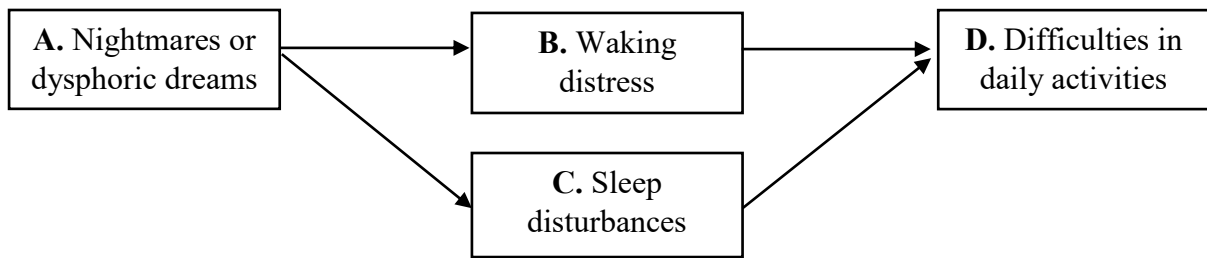 A. Nightmares or
dysphoric dreams
B. Waking
distress
D. Difficulties in
daily activities
C. Sleep
disturbances